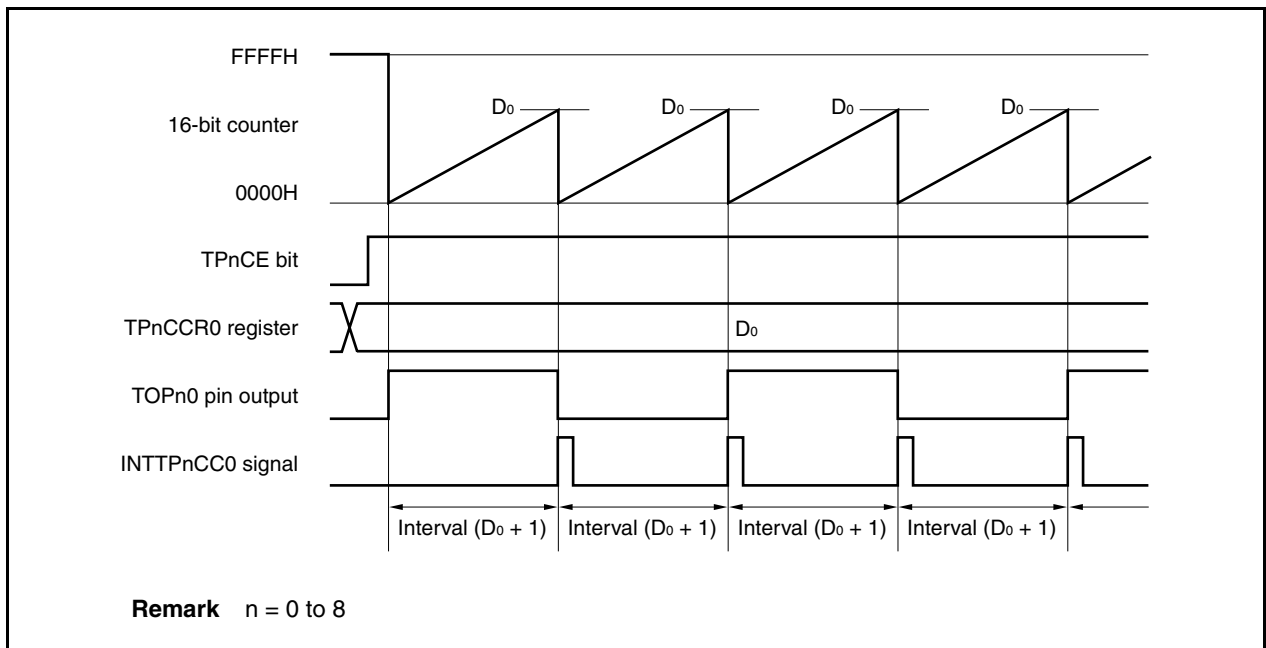 FFFFH
D0 D0 D0 D0
16-bit counter
0000H
TPnCE bit
TPnCCR0 register D0
TOPn0 pin output
INTTPnCC0 signal
Interval (D0 + 1) Interval (D0 + 1) Interval (D0 + 1) Interval (D0 + 1)
Remark n = 0 to 8